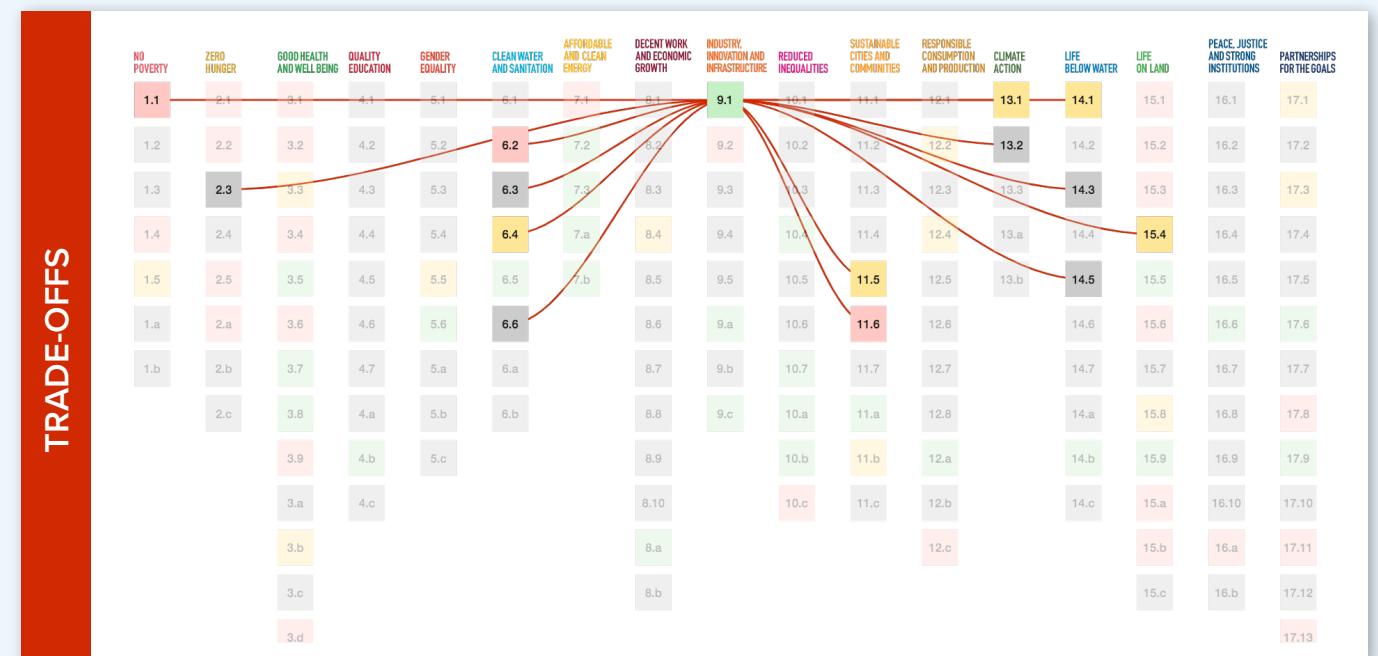 TRADE-OFFS
NO POVERTY
ZERO HUNGER
GOOD HEALTH AND WELL BEING
QUALITY EDUCATION
GENDER EQUALITY
CLEAN WATER AND SANITATION
AFFORDABLE AND CLEAN ENERGY
DECENT WORK AND ECONOMIC GROWTH
INDUSTRY, INNOVATION AND INFRASTRUCTURE
REDUCED INEQUALITIES
SUSTAINABLE CITIES AND COMMUNITIES
RESPONSIBLE CONSUMPTION AND PRODUCTION
CLIMATE ACTION
LIFE BELOW WATER
LIFE ON LAND
PEACE, JUSTICE AND STRONG INSTITUTIONS
PARTNERSHIPS FOR THE GOALS
1.1 2.1 3.1 4.1 5.1 6.1 7.1 8.1 9.1 10.1 11.1 12.1 13.1 14.1 15.1 16.1 17.1
1.2 2.2 3.2 4.2 5.2 6.2 7.2 8.2 9.2 10.2 11.2 12.2 13.2 14.2 15.2 16.2 17.2
1.3 2.3 3.3 4.3 5.3 6.3 7.3 8.3 9.3 10.3 11.3 12.3 13.3 14.3 15.3 16.3 17.3
1.4 2.4 3.4 4.4 5.4 6.4 7.a 8.4 9.4 10.4 11.4 12.4 13.a 14.4 15.4 16.4 17.4
1.5 2.5 3.5 4.5 5.5 6.5 7.b 8.5 9.5 10.5 11.5 12.5 13.b 14.5 15.5 16.5 17.5
1.a 2.a 3.6 4.6 5.6 6.6 8.6 9.a 10.6 11.6 12.6 14.6 15.6 16.6 17.6
1.b 2.b 3.7 4.7 5.a 6.a 8.7 9.b 10.7 11.7 12.7 14.7 15.7 16.7 17.7
2.c 3.8 4.a 5.b 6.b 8.8 9.c 10.a 11.a 12.8 14.a 15.8 16.8 17.8
3.9 4.b 5.c 8.9 10.b 11.b 12.a 14.b 15.9 16.9 17.9
3.a 4.c 8.10 10.c 11.c 12.b 14.c 15.a 16.10 17.10
3.b 8.a 12.c 15.b 16.a 17.11
3.c 8.b 15.c 16.b 17.12
3.d 17.13